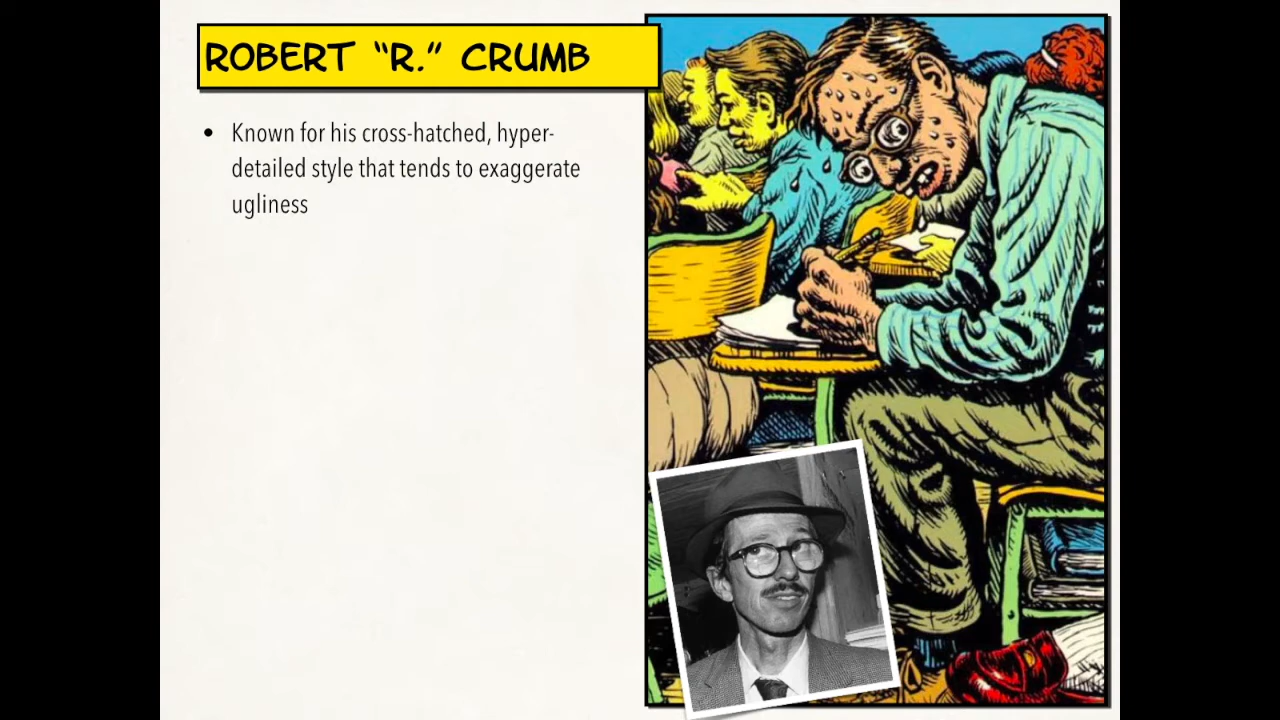 ROBERT “R.” CRUMB
• Known for his cross-hatched, hyper-
detailed style that tends to exaggerate
ugliness